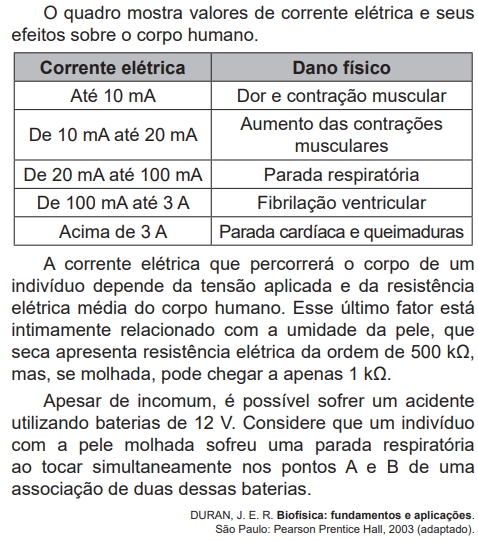 O quadro mostra valores de corrente elétrica e seus
efeitos sobre o corpo humano.
Corrente elétrica Dano físico
Até 10 mA Dor e contração muscular
De 10 mA até 20 mA Aumento das contrações
musculares
De 20 mA até 100 mA Parada respiratória
De 100 mA até 3 A Fibrilação ventricular
Acima de 3 A Parada cardíaca e queimaduras
A corrente elétrica que percorrerá o corpo de um
indivíduo depende da tensão aplicada e da resistência
elétrica média do corpo humano. Esse último fator está
intimamente relacionado com a umidade da pele, que
seca apresenta resistência elétrica da ordem de 500 kΩ,
mas, se molhada, pode chegar a apenas 1 kΩ.
Apesar de incomum, é possível sofrer um acidente
utilizando baterias de 12 V. Considere que um indivíduo
com a pele molhada sofreu uma parada respiratória
ao tocar simultaneamente nos pontos A e B de uma
associação de duas dessas baterias.
DURAN, J. E. R. Biofísica: fundamentos e aplicações.
São Paulo: Pearson Prentice Hall, 2003 (adaptado).